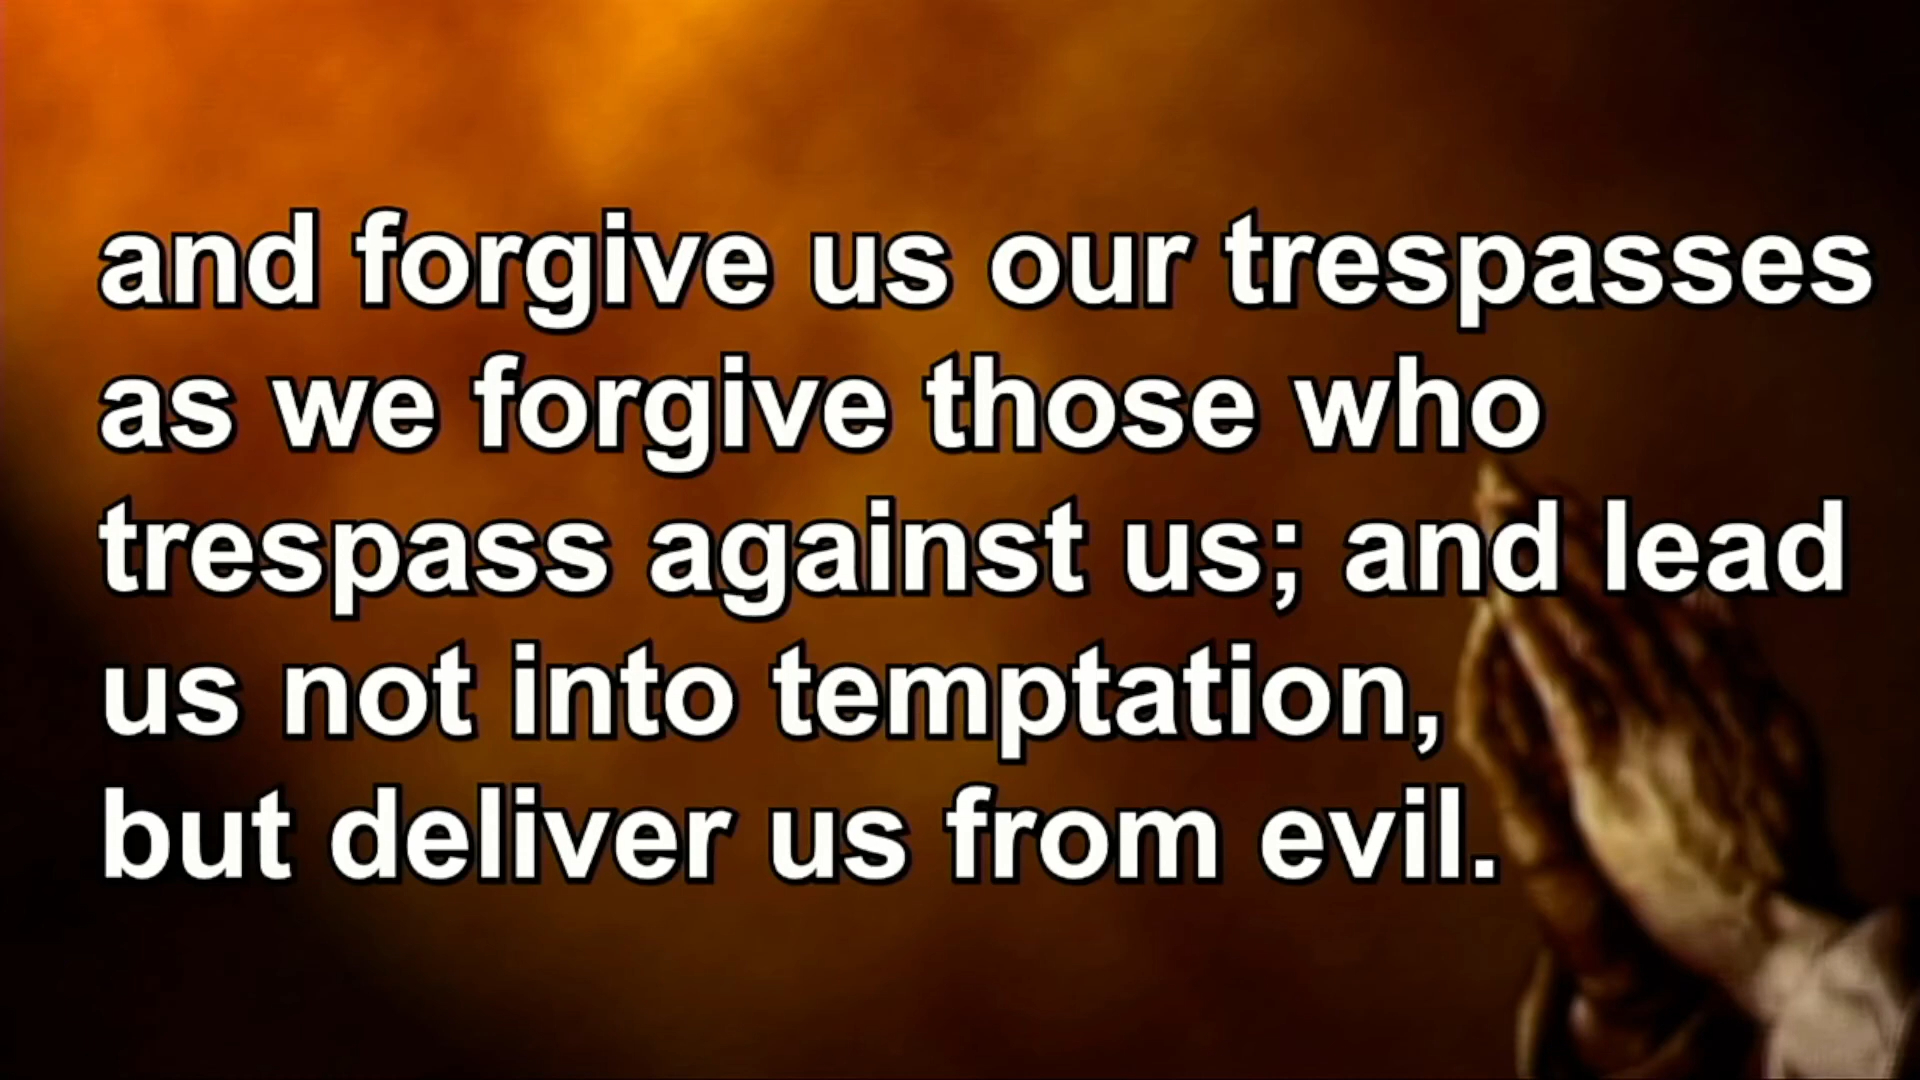 and forgive us our trespasses
as we forgive those who
trespass against us; and lead
us not into temptation,
but deliver us from evil.